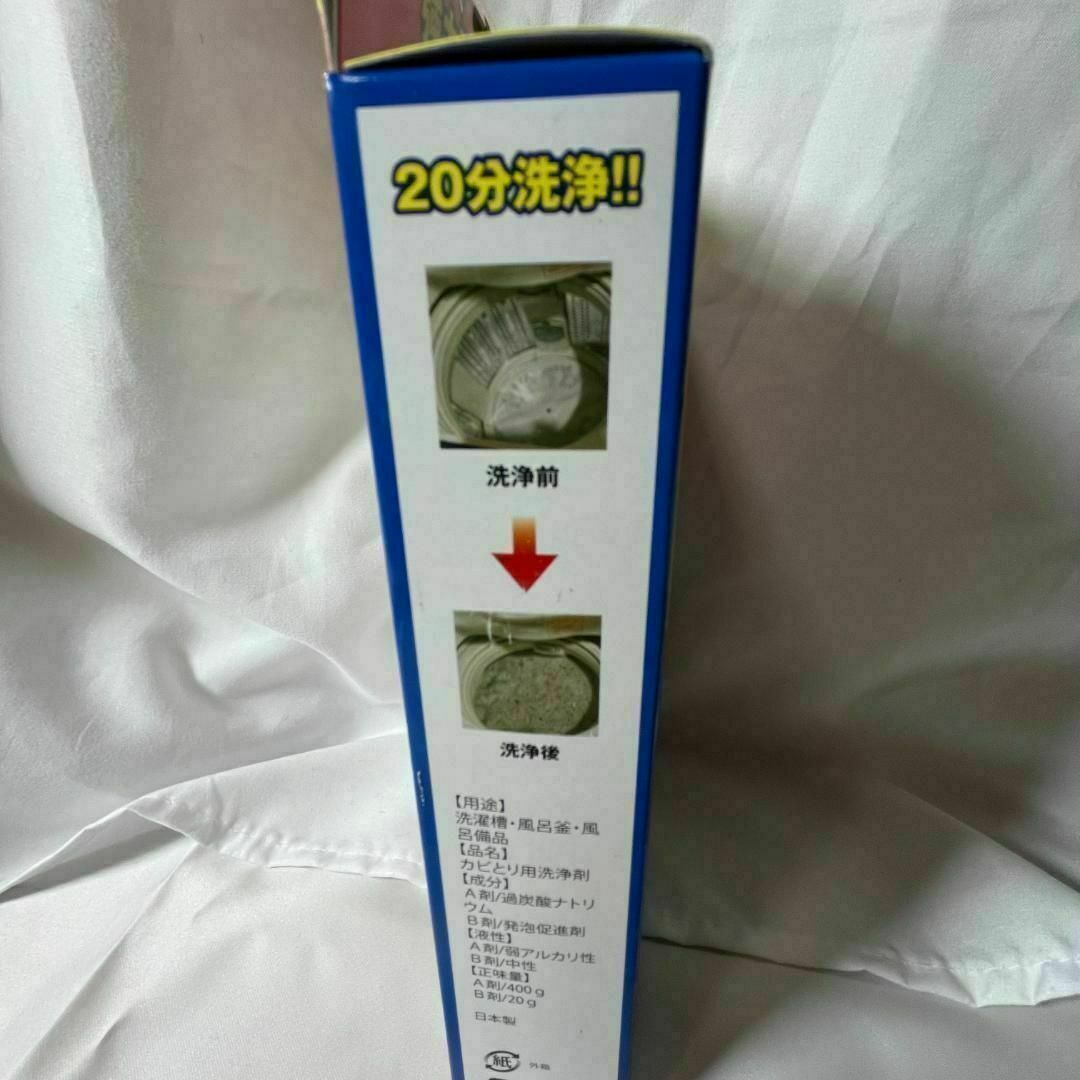 20分洗浄!!
洗浄前
洗浄後
【用途】
洗濯槽・風呂釜・風
呂備品
【品名】
カビとり用洗浄剤
【成分】
A剤/過炭酸ナトリ
ウム
B剤/発泡促進剤
【液性】
A剤/弱アルカリ性
B剤/中性
【正味量】
A剤/400g
B剤/20g
日本製
紙 外箱